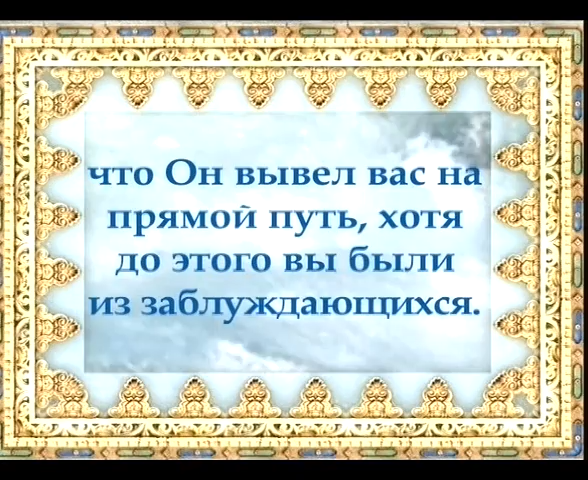 что Он вывел вас на
прямой путь, хотя
до этого вы были
из заблуждающихся.